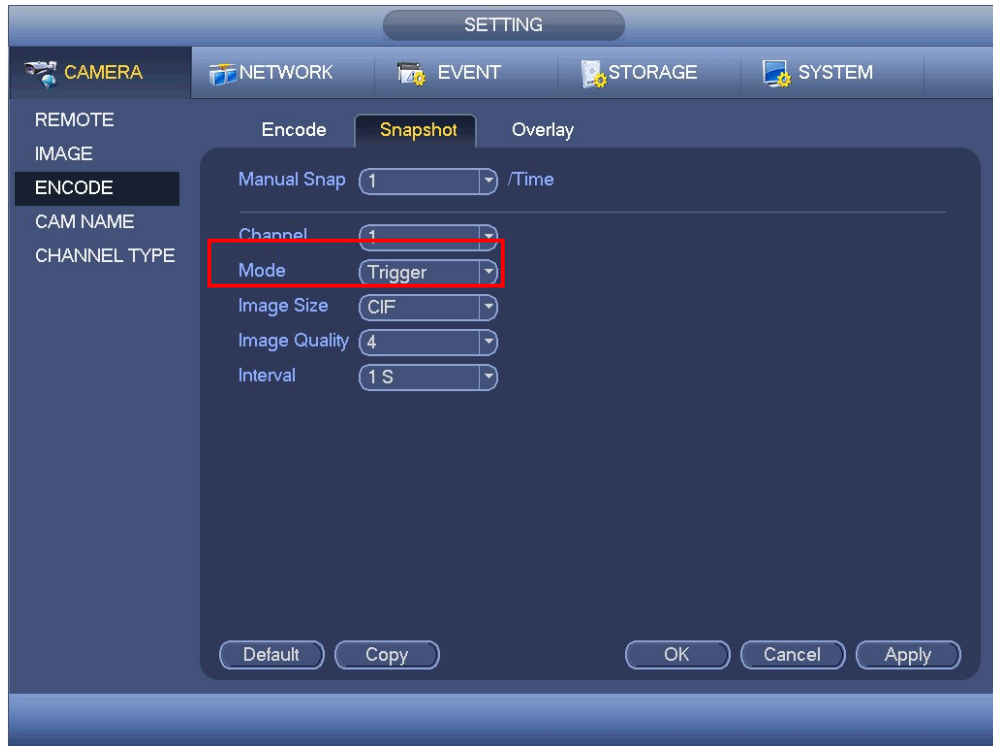 SETTING
CAMERA NETWORK EVENT STORAGE SYSTEM
REMOTE
IMAGE
ENCODE
CAM NAME
CHANNEL TYPE
Encode Snapshot Overlay
Manual Snap 1 /Time
Channel 1
Mode Trigger
Image Size CIF
Image Quality 4
Interval 1 S
Default Copy OK Cancel Apply